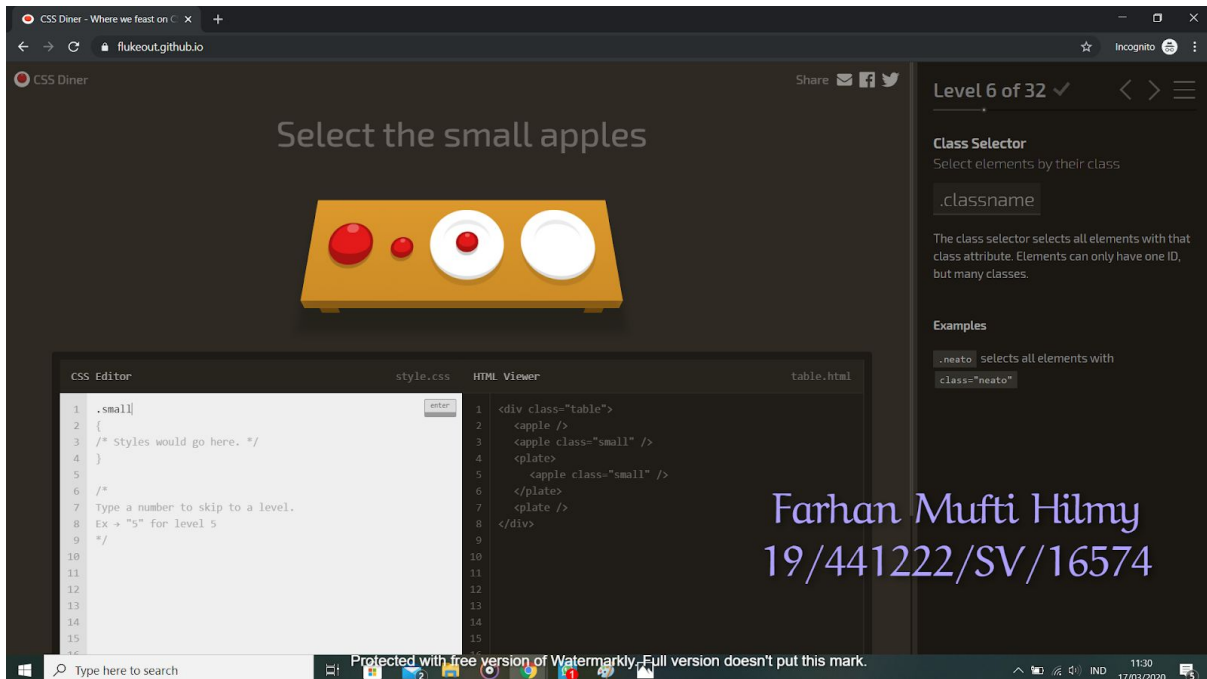 CSS Diner - Where we feast on C
flukeout.github.io
Incognito
CSS Diner
Share
Select the small apples
Level 6 of 32
Class Selector
Select elements by their class
.classname
The class selector selects all elements with that
class attribute. Elements can only have one ID,
but many classes.
Examples
.neato selects all elements with
class="neato"
CSS Editor
style.css
HTML Viewer
table.html
1 .small
enter
2 {
3 /* Styles would go here. */
4 }
5
6 /*
7 Type a number to skip to a level.
8 Ex → "5" for level 5
9 */
10
11
12
13
14
15
1 <div class="table">
2 <apple />
3 <apple class="small" />
4 <plate>
5 <apple class="small" />
6 </plate>
7 <plate />
8 </div>
9
10
11
12
13
14
15
Farhan Mufti Hilmy
19/441222/SV/16574
Protected with free version of Watermarkly. Full version doesn't put this mark.
Type here to search
2
1
IND
11:30
17/03/2020
5